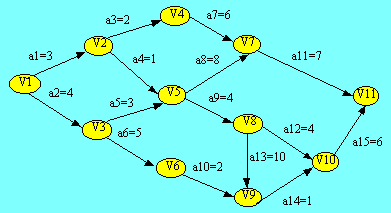 V4
a3=2
a7=6
V2
V7
a1=3
a4=1
a8=8
a11=7
V1
V5
V11
a2=4
a5=3
a9=4
V3
a6=5
V8
a12=4
a15=6
V6
a10=2
a13=10
V10
V9
a14=1